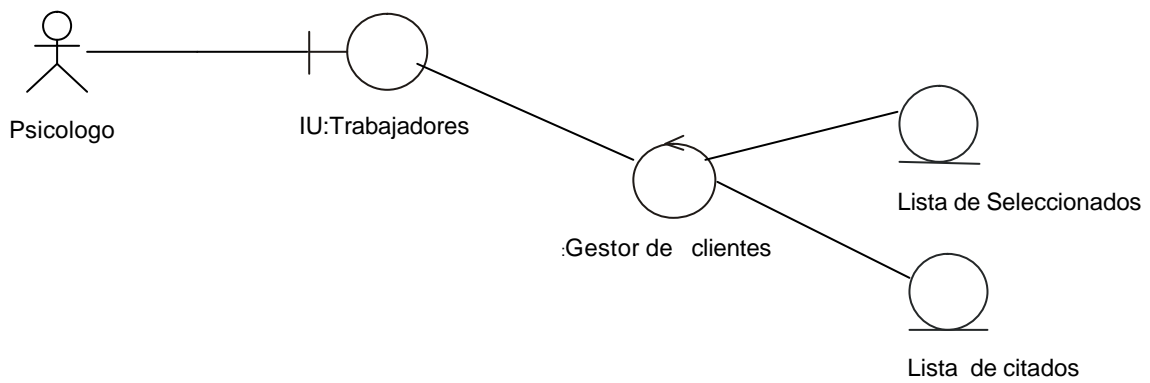 Psicologo
IU:Trabajadores
Lista de Seleccionados
:Gestor de clientes
Lista de citados